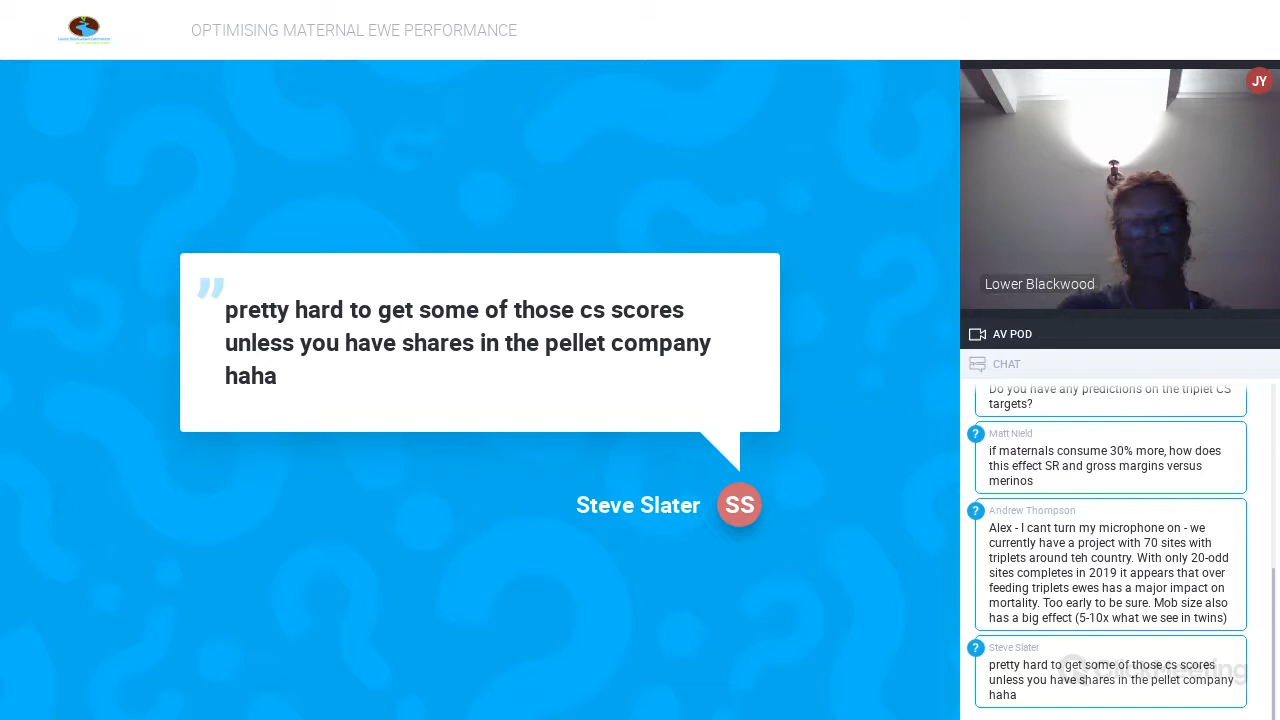 OPTIMISING MATERNAL EWE PERFORMANCE
pretty hard to get some of those cs scores
unless you have shares in the pellet company
haha
Steve Slater
SS
JY
Lower Blackwood
AV POD
CHAT
Do you have any predictions on the triplet CS
targets?
?
Matt Nield
if maternals consume 30% more, how does
this effect SR and gross margins versus
merinos
?
Andrew Thompson
Alex - I cant turn my microphone on - we
currently have a project with 70 sites with
triplets around teh country. With only 20-odd
sites completes in 2019 it appears that over
feeding triplets ewes has a major impact on
mortality. Too early to be sure. Mob size also
has a big effect (5-10x what we see in twins)
?
Steve Slater
pretty hard to get some of those cs scores
unless you have shares in the pellet company
haha
ClickMeeting